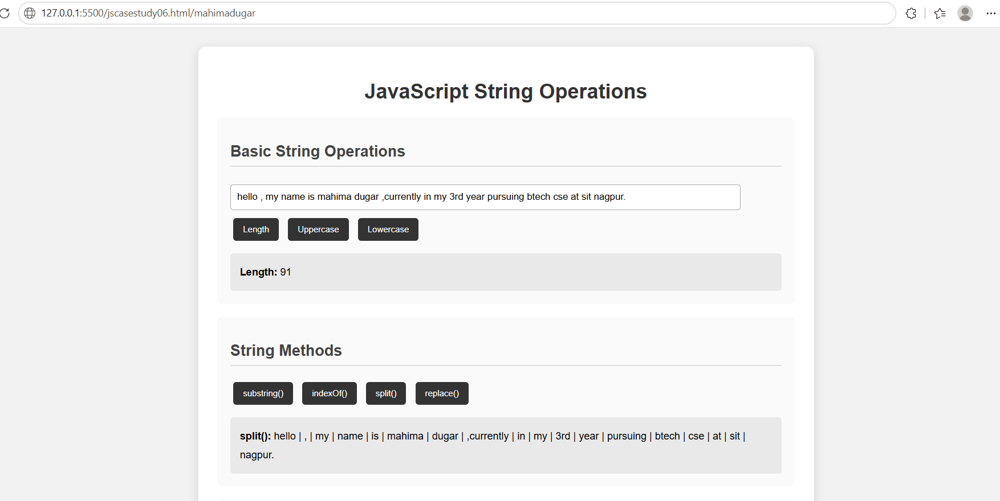 127.0.0.1:5500/jscasestudy06.html/mahimadugar
JavaScript String Operations
Basic String Operations
hello , my name is mahima dugar ,currently in my 3rd year pursuing btech cse at sit nagpur.
Length Uppercase Lowercase
Length: 91
String Methods
substring() indexOf() split() replace()
split(): hello | , | my | name | is | mahima | dugar | ,currently | in | my | 3rd | year | pursuing | btech | cse | at | sit |
nagpur.